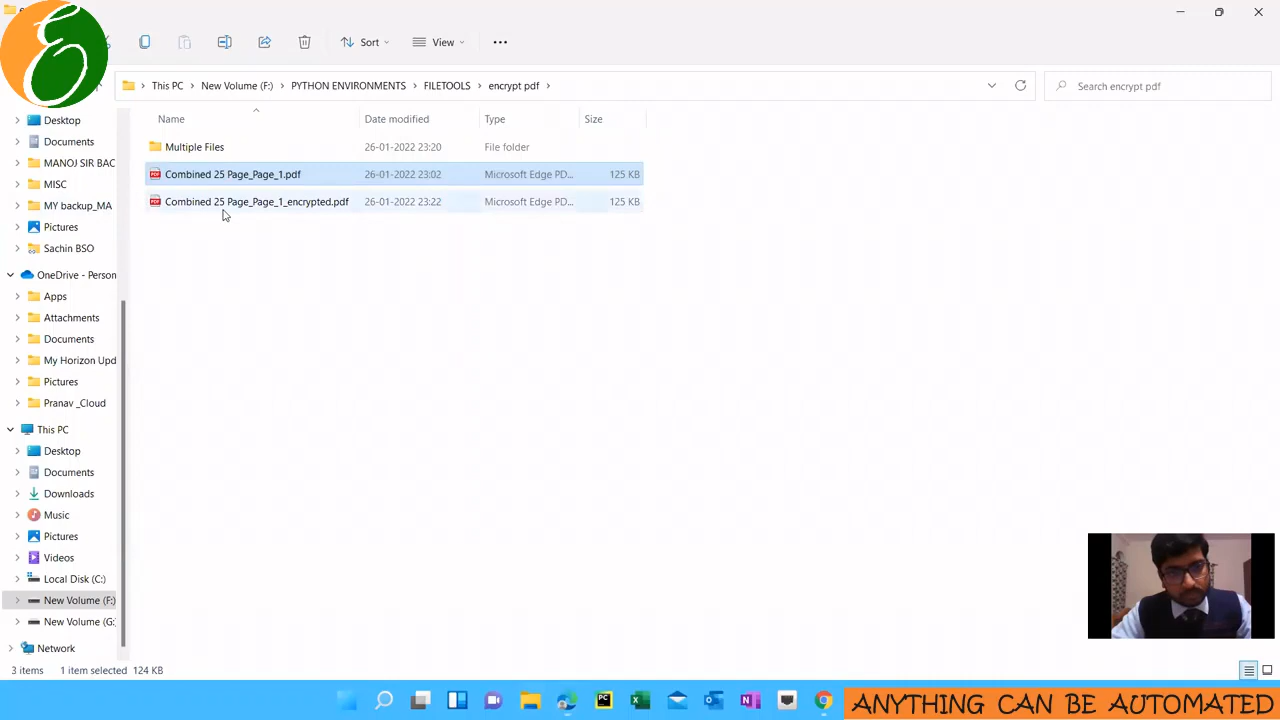 Sort
View
This PC > New Volume (F:) > PYTHON ENVIRONMENTS > FILETOOLS > encrypt pdf >
Search encrypt pdf
Name Date modified Type Size
Multiple Files 26-01-2022 23:20 File folder
Combined 25 Page_Page_1.pdf 26-01-2022 23:02 Microsoft Edge PD... 125 KB
Combined 25 Page_Page_1_encrypted.pdf 26-01-2022 23:22 Microsoft Edge PD... 125 KB
Desktop
Documents
MANOJ SIR BAC
MISC
MY backup_MA
Pictures
Sachin BSO
OneDrive - Person
Apps
Attachments
Documents
My Horizon Upd
Pictures
Pranav _Cloud
This PC
Desktop
Documents
Downloads
Music
Pictures
Videos
Local Disk (C:)
New Volume (F:)
New Volume (G:
Network
3 items 1 item selected 124 KB
ANYTHING CAN BE AUTOMATED